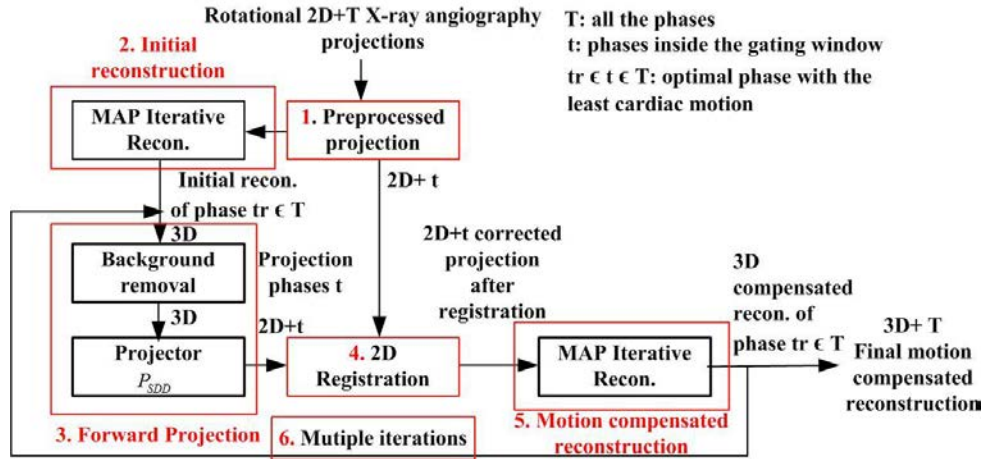 Rotational 2D+T X-ray angiography
projections
T: all the phases
t: phases inside the gating window
tr ϵ t ϵ T: optimal phase with the
least cardiac motion
2. Initial
reconstruction
MAP Iterative
Recon.
1. Preprocessed
projection
Initial recon.
of phase tr ϵ T
2D+ t
3D
Background
removal
3D
Projector
P_SDD
3. Forward Projection
Projection
phases t
2D+t
4. 2D
Registration
2D+t corrected
projection
after
registration
MAP Iterative
Recon.
5. Motion compensated
reconstruction
6. Mutiple iterations
3D
compensated
recon. of
phase tr ϵ T
3D+ T
Final motion
compensated
reconstruction